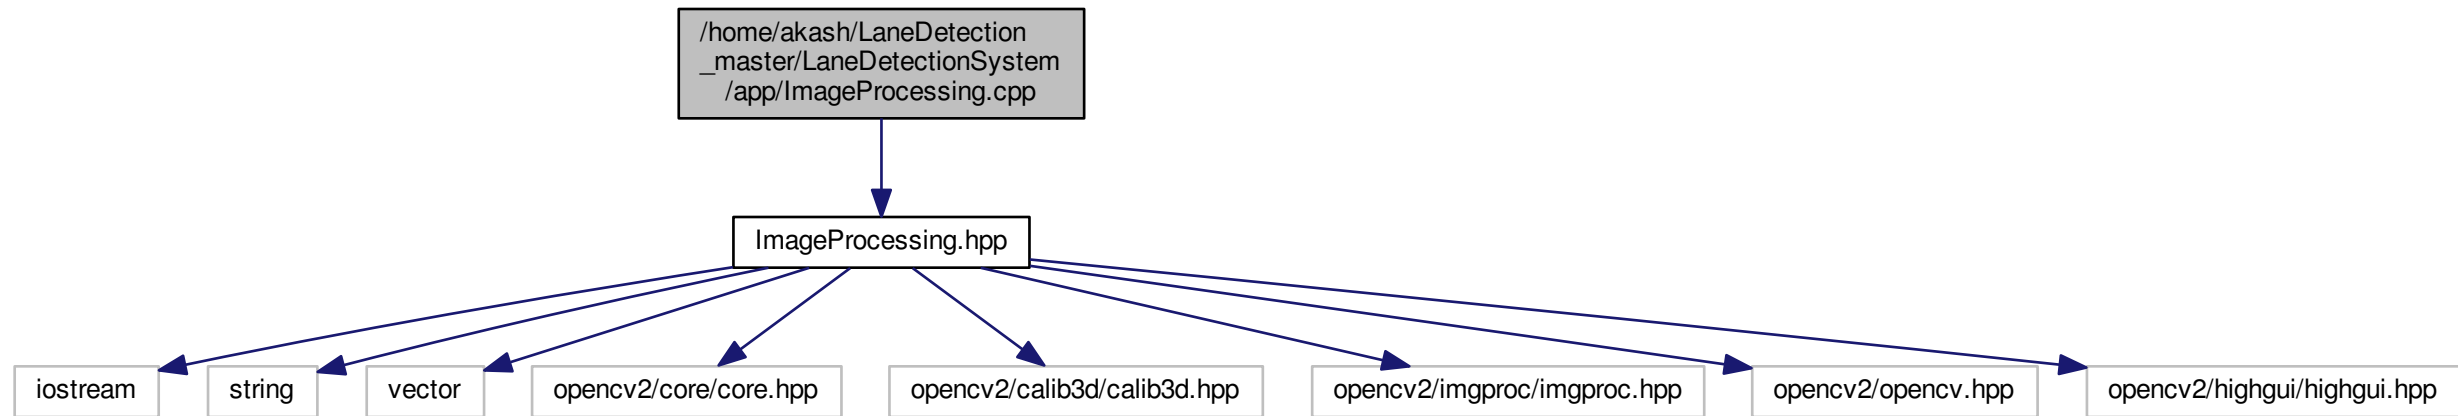 /home/akash/LaneDetection
_master/LaneDetectionSystem
/app/ImageProcessing.cpp
ImageProcessing.hpp
iostream
string
vector
opencv2/core/core.hpp
opencv2/calib3d/calib3d.hpp
opencv2/imgproc/imgproc.hpp
opencv2/opencv.hpp
opencv2/highgui/highgui.hpp